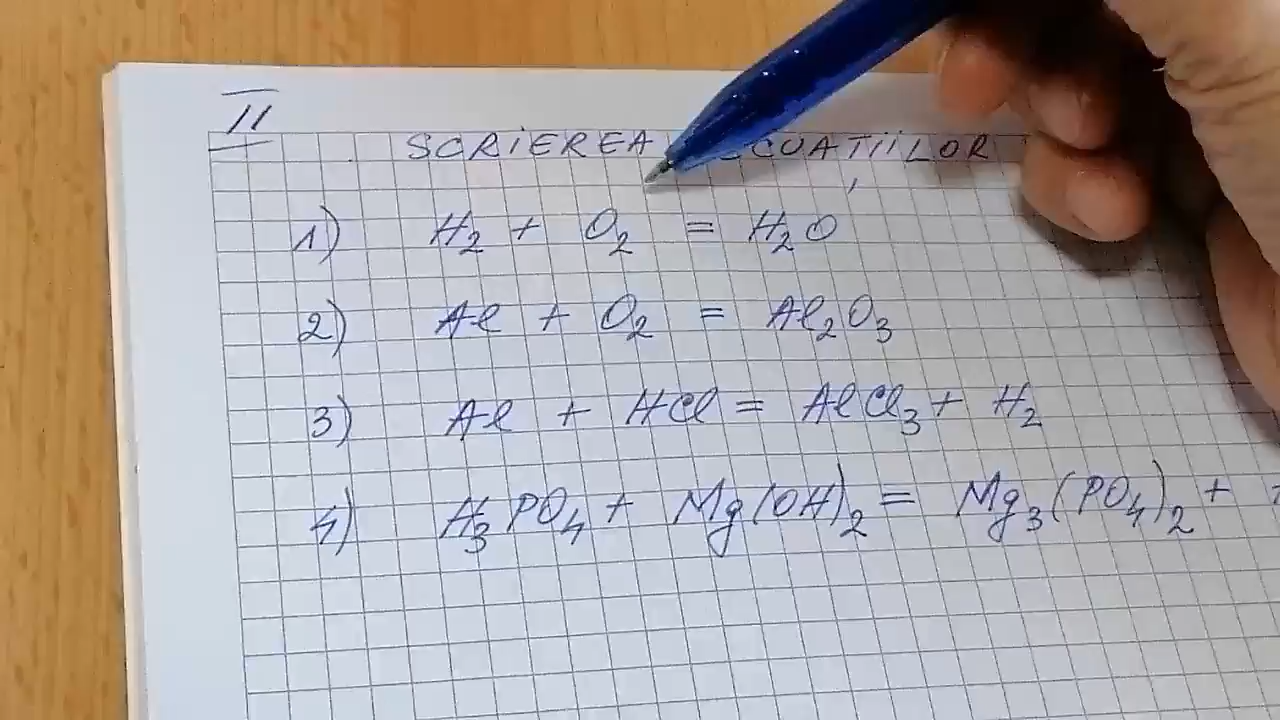 II
SCRiEREA CUAȚiiLOR
1) H₂ + O₂ = H₂O
2) Al + O₂ = Al₂O₃
3) Al + HCl = AlCl₃ + H₂
4) H₃PO₄ + Mg(OH)₂ = Mg₃(PO₄)₂ +